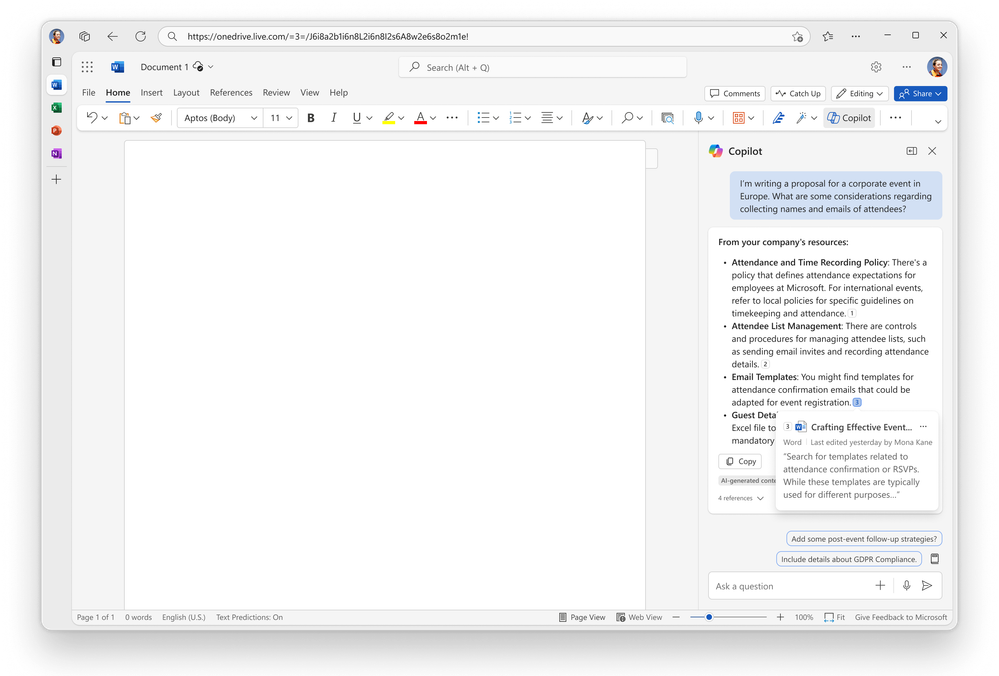 https://onedrive.live.com/=3=/J6i8a2b1i6n8L2i6n8l2s6A8w2e6s8o2m1e!
Document 1
Search (Alt + Q)
File Home Insert Layout References Review View Help
Comments Catch Up Editing Share
Aptos (Body) 11 B I U A Copilot
Copilot
I'm writing a proposal for a corporate event in
Europe. What are some considerations regarding
collecting names and emails of attendees?
From your company's resources:
• Attendance and Time Recording Policy: There's a
policy that defines attendance expectations for
employees at Microsoft. For international events,
refer to local policies for specific guidelines on
timekeeping and attendance. 1
• Attendee List Management: There are controls
and procedures for managing attendee lists, such
as sending email invites and recording attendance
details. 2
• Email Templates: You might find templates for
attendance confirmation emails that could be
adapted for event registration. 3
• Guest Detai
Excel file to
mandatory
3 Crafting Effective Event...
Word | Last edited yesterday by Mona Kane
"Search for templates related to
attendance confirmation or RSVPs.
While these templates are typically
used for different purposes..."
Copy
AI-generated conte
4 references
Add some post-event follow-up strategies?
Include details about GDPR Compliance.
Ask a question
Page 1 of 1 0 words English (U.S.) Text Predictions: On Page View Web View 100% Fit Give Feedback to Microsoft